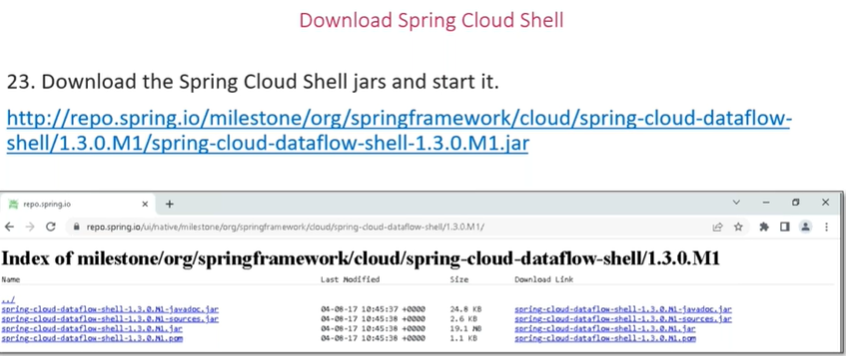 Download Spring Cloud Shell
23. Download the Spring Cloud Shell jars and start it.
http://repo.spring.io/milestone/org/springframework/cloud/spring-cloud-dataflow-
shell/1.3.0.M1/spring-cloud-dataflow-shell-1.3.0.M1.jar
repo.spring.io
repo.spring.io/ui/native/milestone/org/springframework/cloud/spring-cloud-dataflow-shell/1.3.0.M1/
Index of milestone/org/springframework/cloud/spring-cloud-dataflow-shell/1.3.0.M1
Name Last Modified Size Download Link
../
spring-cloud-dataflow-shell-1.3.0.M1-javadoc.jar 04-08-17 10:45:37 +0000 24.8 KB spring-cloud-dataflow-shell-1.3.0.M1-javadoc.jar
spring-cloud-dataflow-shell-1.3.0.M1-sources.jar 04-08-17 10:45:38 +0000 2.6 KB spring-cloud-dataflow-shell-1.3.0.M1-sources.jar
spring-cloud-dataflow-shell-1.3.0.M1.jar 04-08-17 10:45:38 +0000 19.1 MB spring-cloud-dataflow-shell-1.3.0.M1.jar
spring-cloud-dataflow-shell-1.3.0.M1.pom 04-08-17 10:45:38 +0000 1.1 KB spring-cloud-dataflow-shell-1.3.0.M1.pom